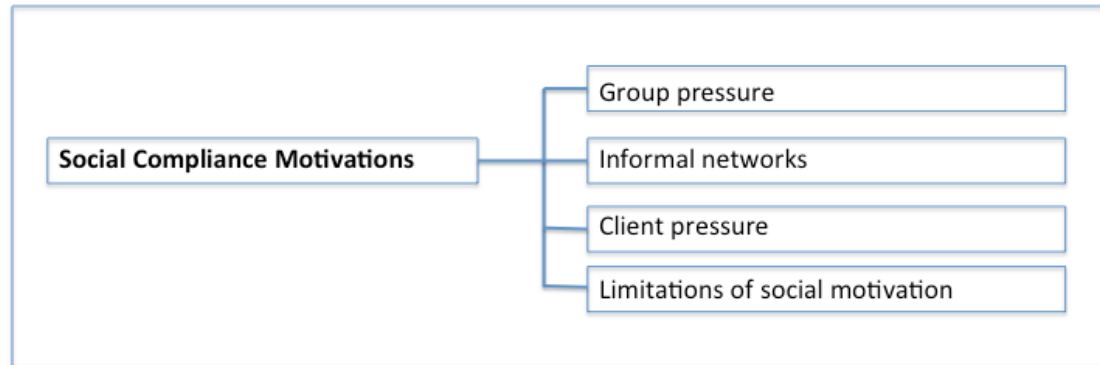 Social Compliance Motivations
Group pressure
Informal networks
Client pressure
Limitations of social motivation